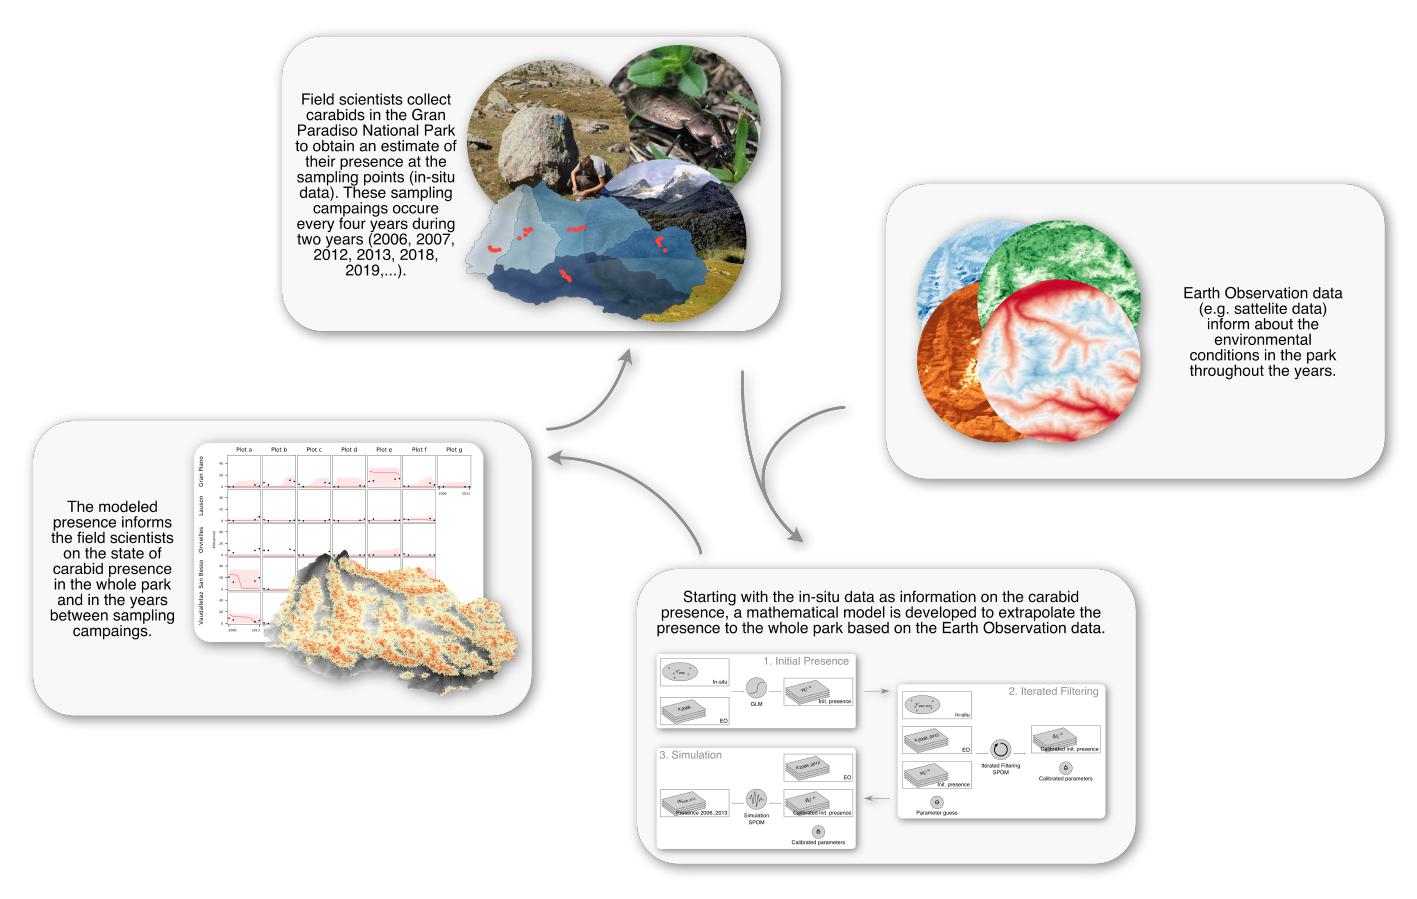 Field scientists collect
carabids in the Gran
Paradiso National Park
to obtain an estimate of
their presence at the
sampling points (in-situ
data). These sampling
campaings occure
every four years during
two years (2006, 2007,
2012, 2013, 2018,
2019,...).
Earth Observation data
(e.g. sattelite data)
inform about the
environmental
conditions in the park
throughout the years.
The modeled
presence informs
the field scientists
on the state of
carabid presence
in the whole park
and in the years
between sampling
campaings.
Plot a Plot b Plot c Plot d Plot e Plot f Plot g
Gran Piano
Lauson
Orvieilles
San Besso
Vaudalettaz
2006 2013
2006 2013
Starting with the in-situ data as information on the carabid
presence, a mathematical model is developed to extrapolate the
presence to the whole park based on the Earth Observation data.
1. Initial Presence
In-situ
EO
GLM
Init. presence
2. Iterated Filtering
In-situ
EO
Init. presence
Parameter guess
Iterated Filtering
SPOM
Calibrated init. presence
Calibrated parameters
3. Simulation
EO
Presence 2006..2013
Simulation
SPOM
Calibrated init. presence
Calibrated parameters